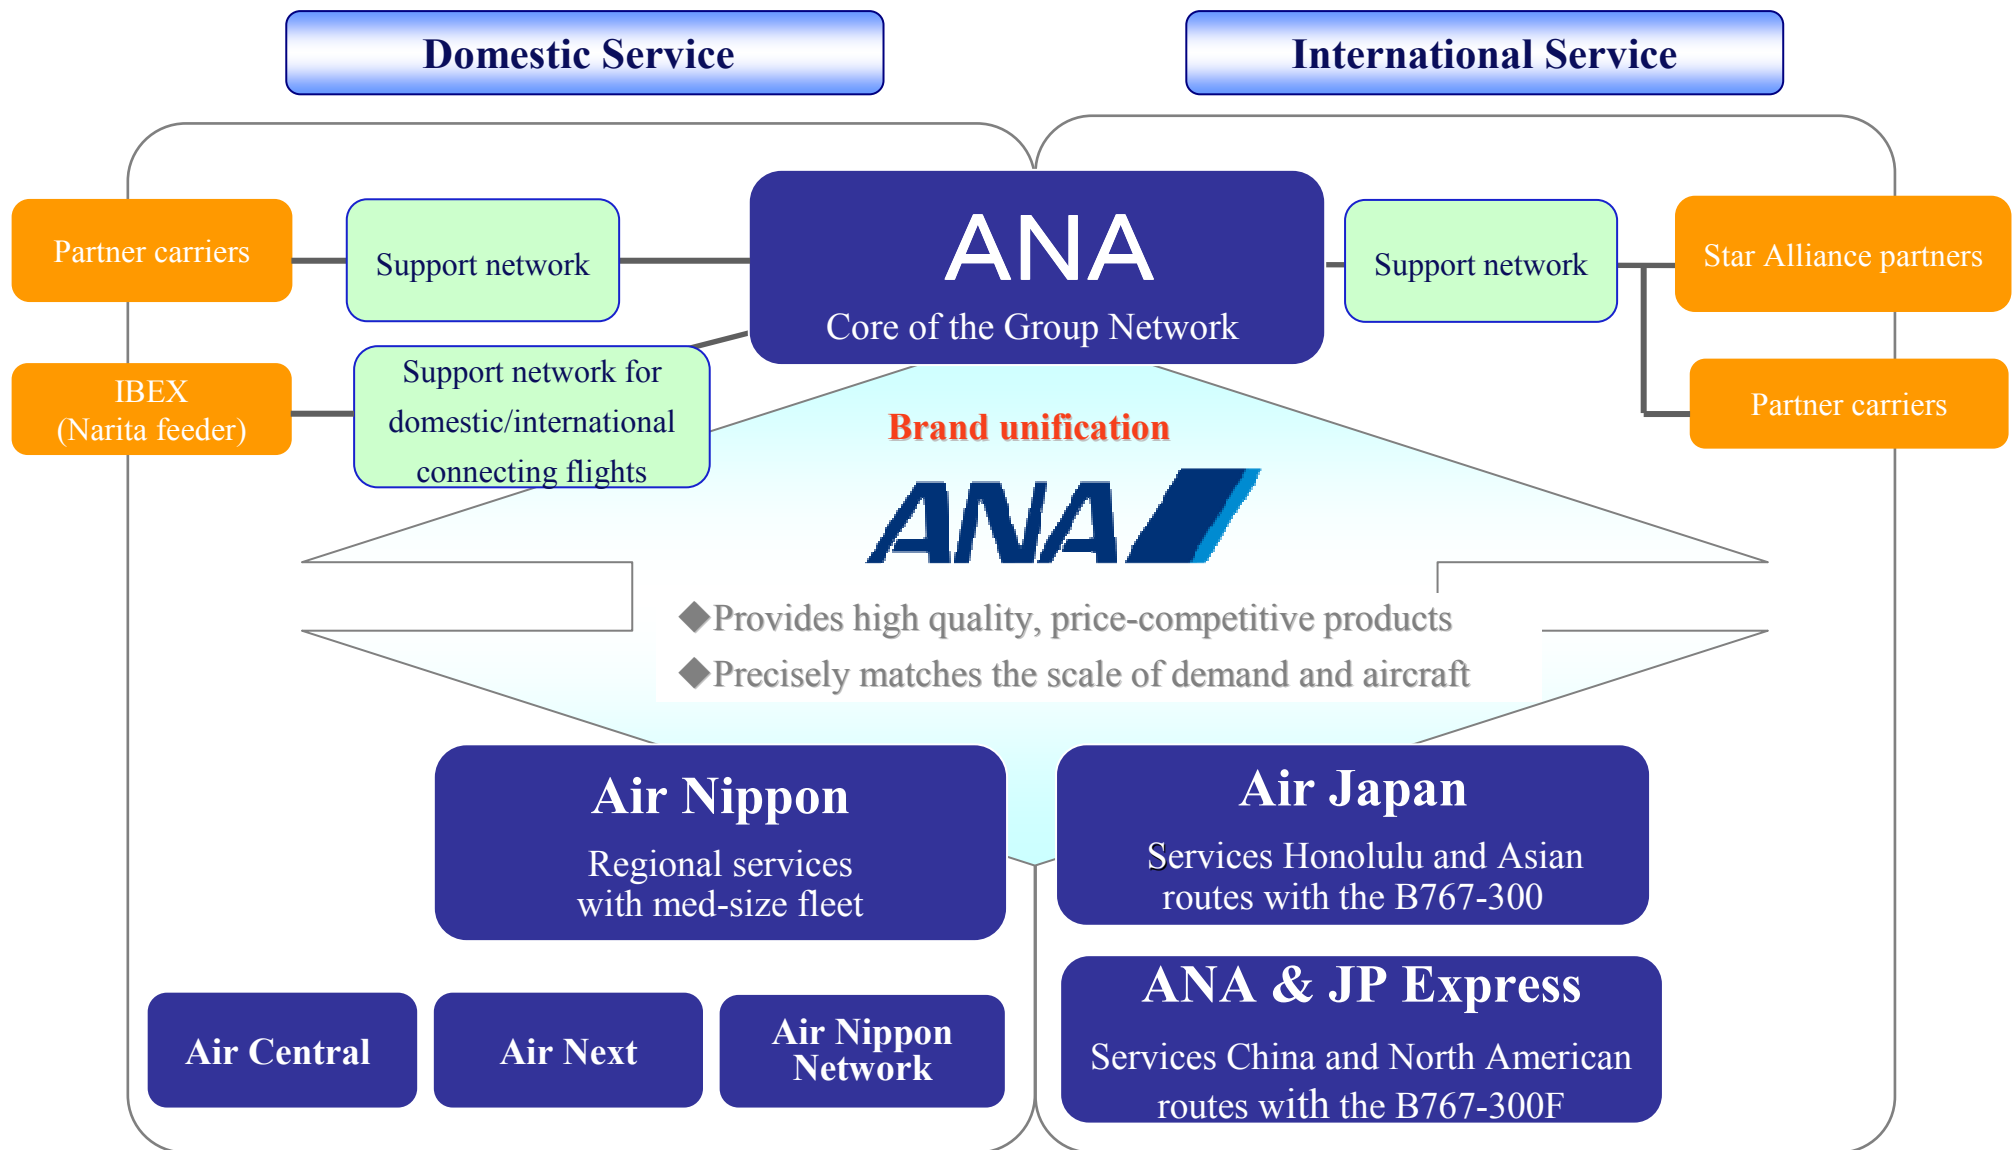 Domestic Service
International Service
Partner carriers
Support network
ANA
Core of the Group Network
Support network
Star Alliance partners
IBEX
(Narita feeder)
Support network for
domestic/international
connecting flights
Partner carriers
Brand unification
ANA
◆Provides high quality, price-competitive products
◆Precisely matches the scale of demand and aircraft
Air Nippon
Regional services
with med-size fleet
Air Japan
Services Honolulu and Asian
routes with the B767-300
Air Central
Air Next
Air Nippon
Network
ANA & JP Express
Services China and North American
routes with the B767-300F